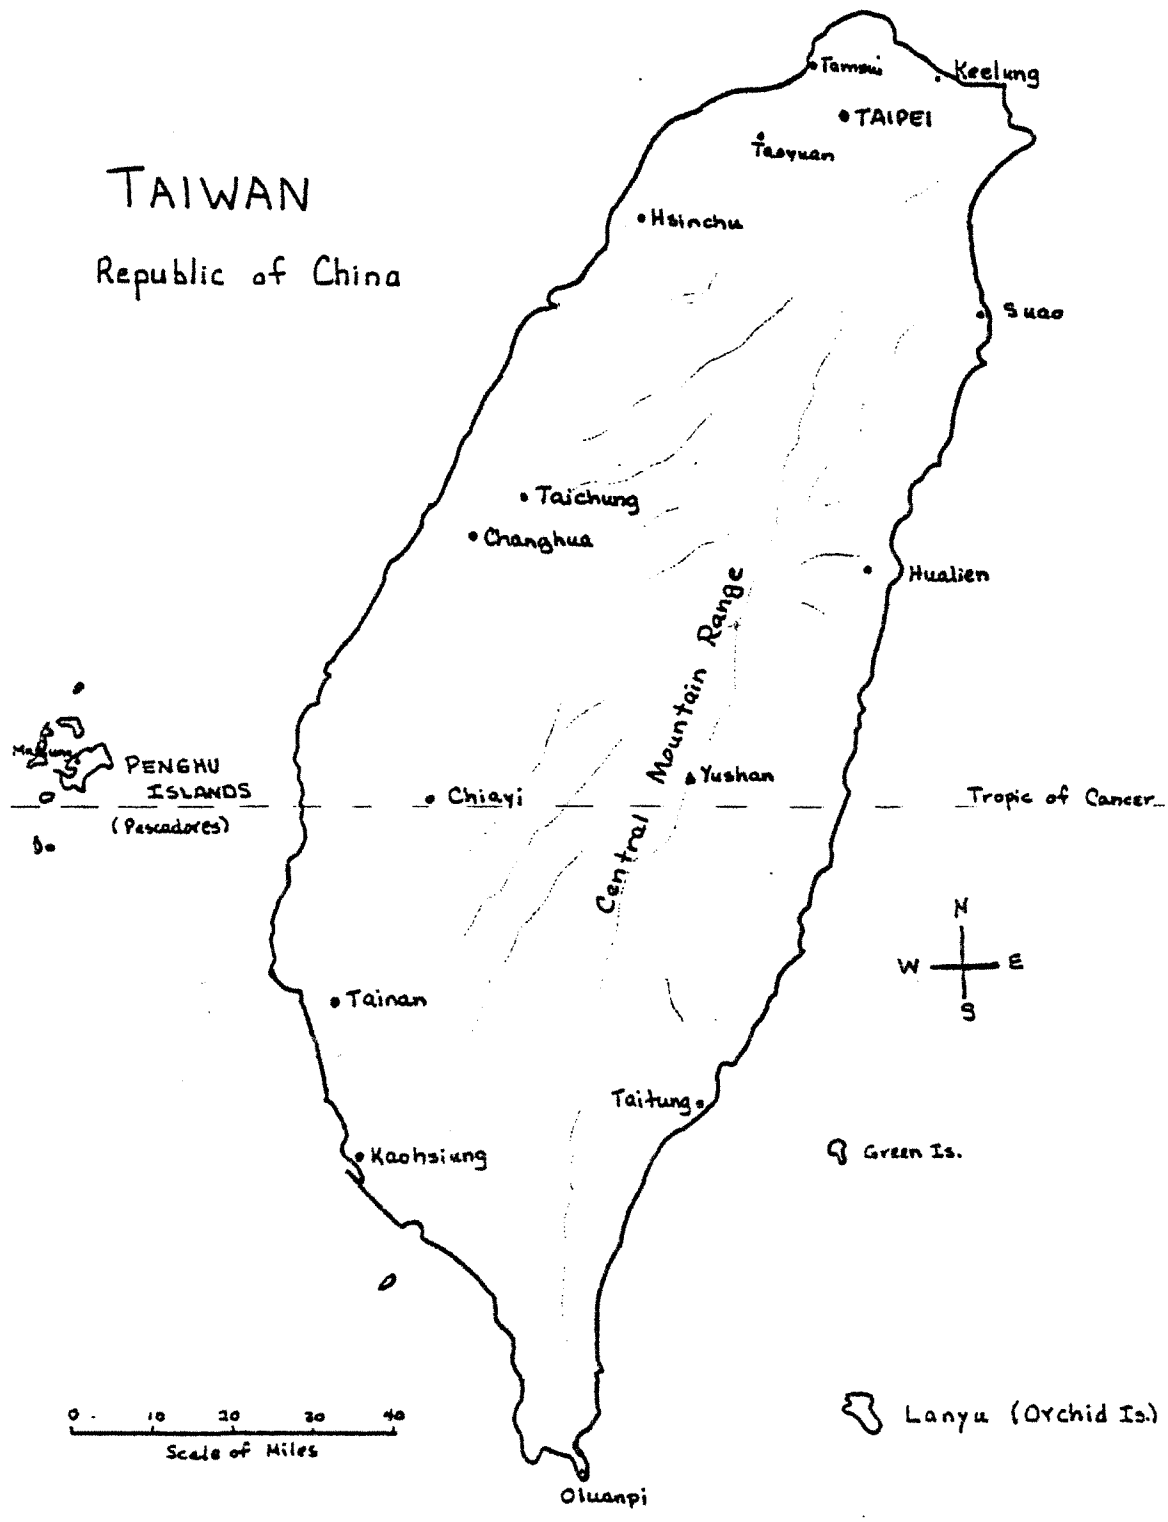 Tamsui
Keelung
TAIPEI
Taoyuan
TAIWAN
Hsinchu
Republic of China
Suao
Taichung
Changhua
Hualien
Central Mountain Range
Makung
PENGHU
ISLANDS
(Pescadores)
Yushan
Chiayi
Tropic of Cancer
N
W E
S
Tainan
Taitung
Green Is.
Kaohsiung
0 10 20 30 40
Scale of Miles
Lanyu (Orchid Is.)
Oluanpi